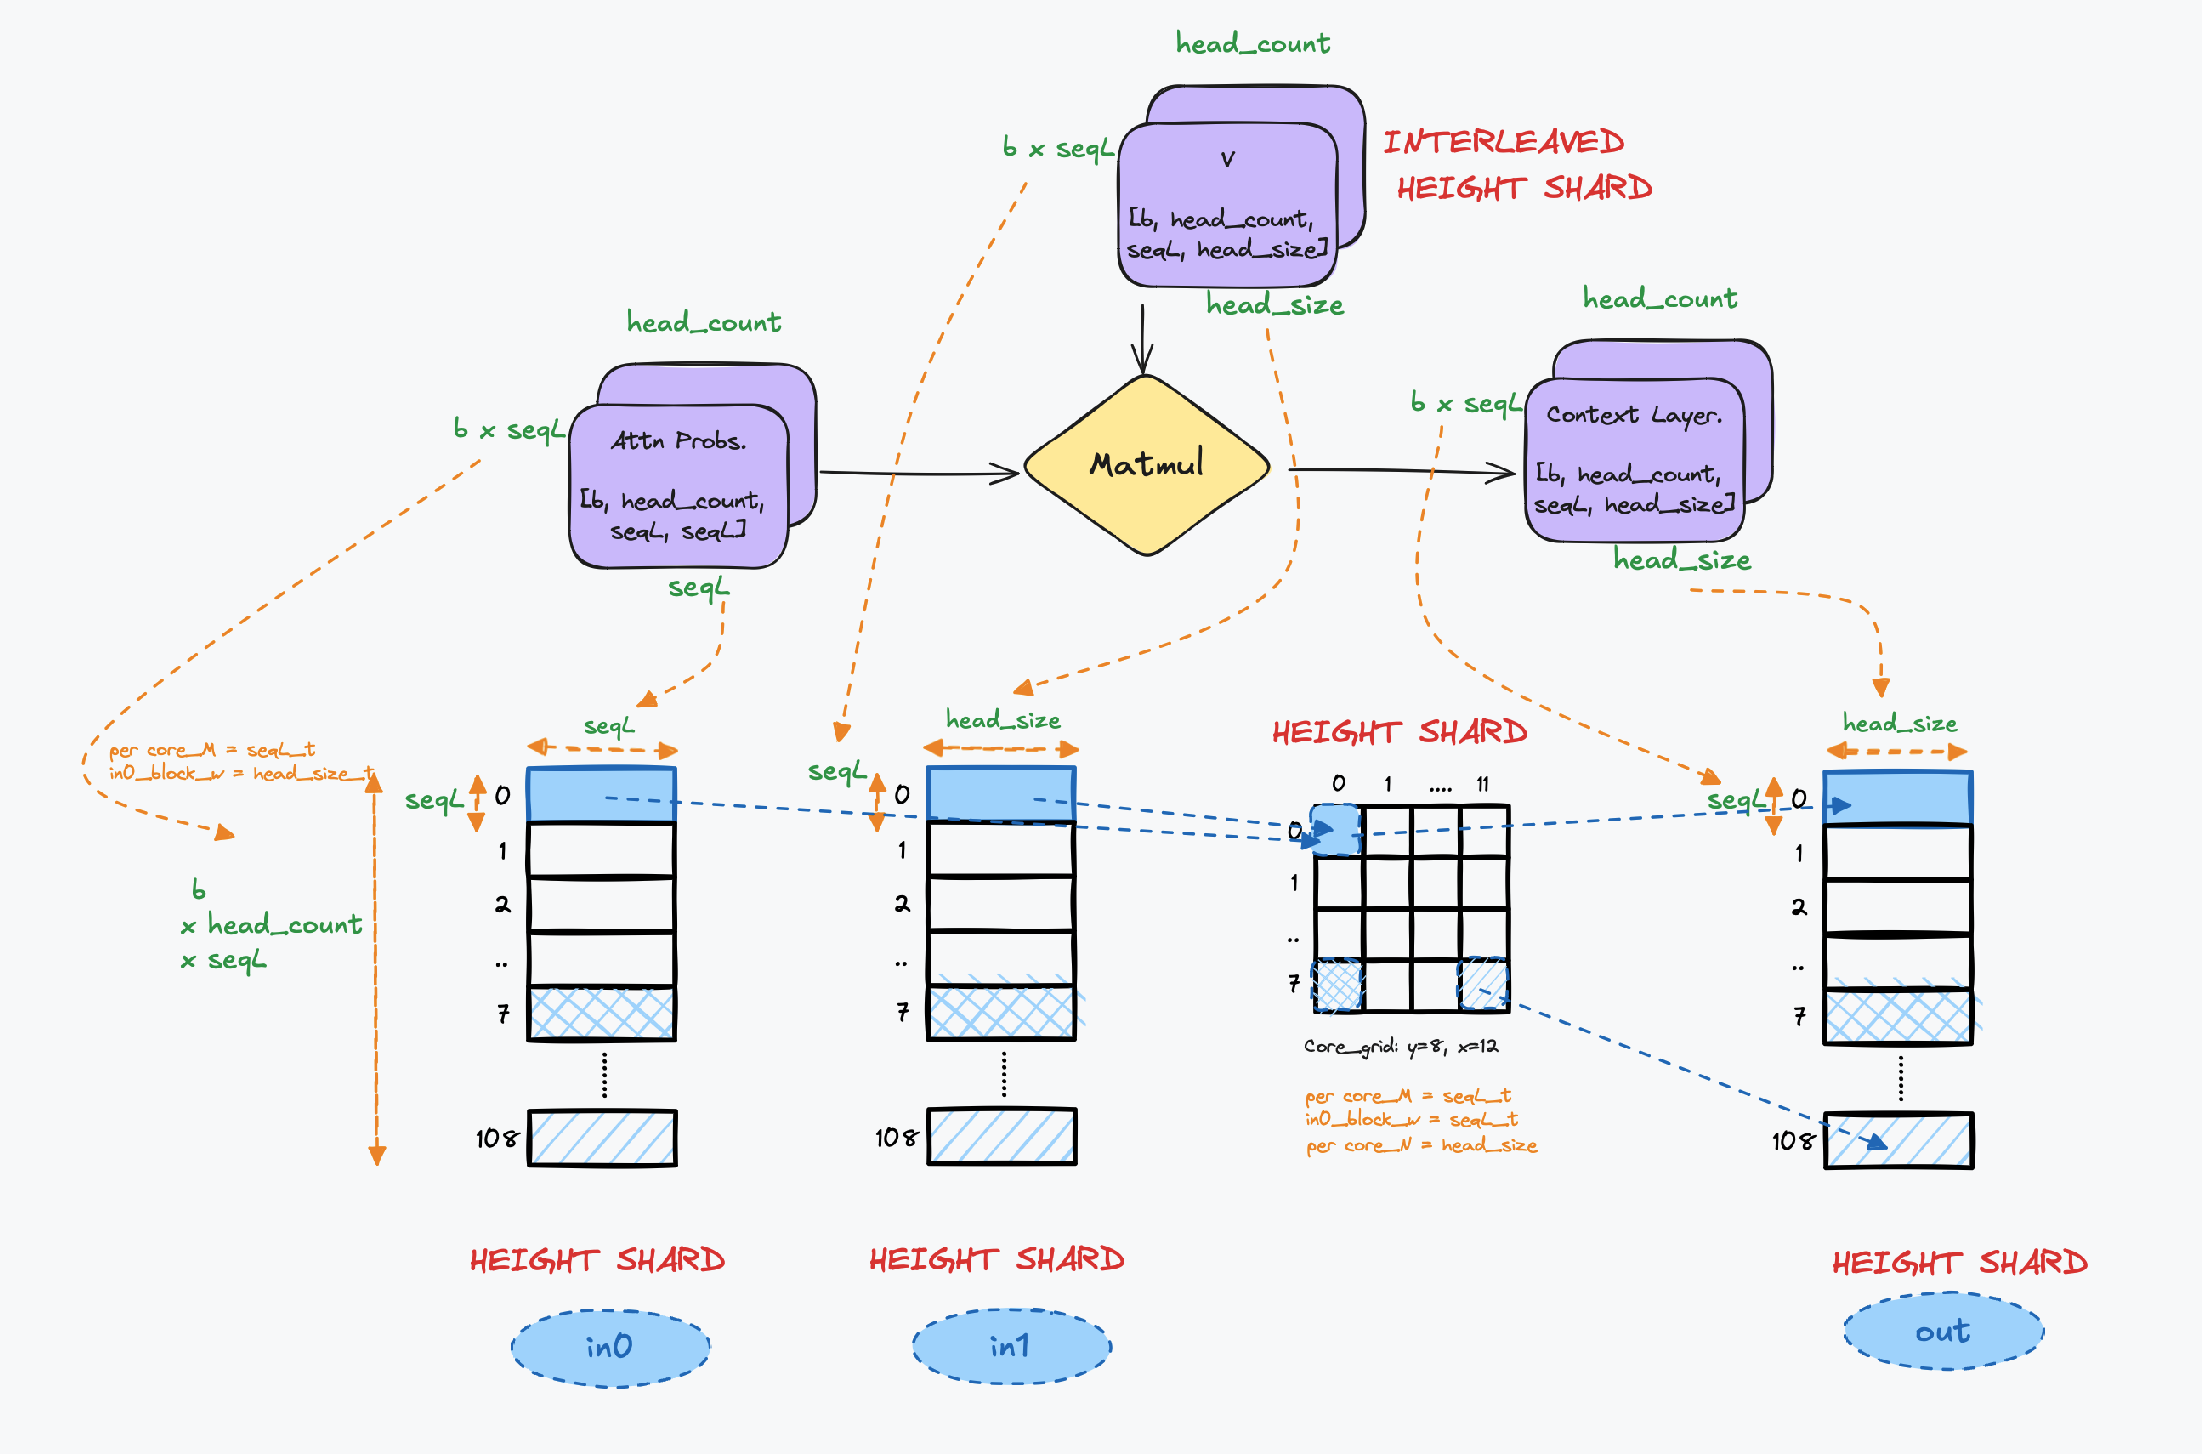 head_count
b x seqL
V
[b, head_count,
seqL, head_size]
INTERLEAVED
HEIGHT SHARD
head_size
head_count
b x seqL
Attn Probs.
[b, head_count,
seqL, seqL]
seqL
Matmul
head_count
b x seqL
Context Layer.
[b, head_count,
seqL, head_size]
head_size
per core_M = seqL_t
in0_block_w = head_size_t
b
x head_count
x seqL
seqL
seqL
0
1
2
..
7
108
HEIGHT SHARD
in0
head_size
seqL
0
1
2
..
7
108
HEIGHT SHARD
in1
HEIGHT SHARD
0 1 .... 11
0
1
..
7
Core_grid: y=8, x=12
per core_M = seqL_t
in0_block_w = seqL_t
per core_N = head_size
head_size
seqL
0
1
2
..
7
108
HEIGHT SHARD
out